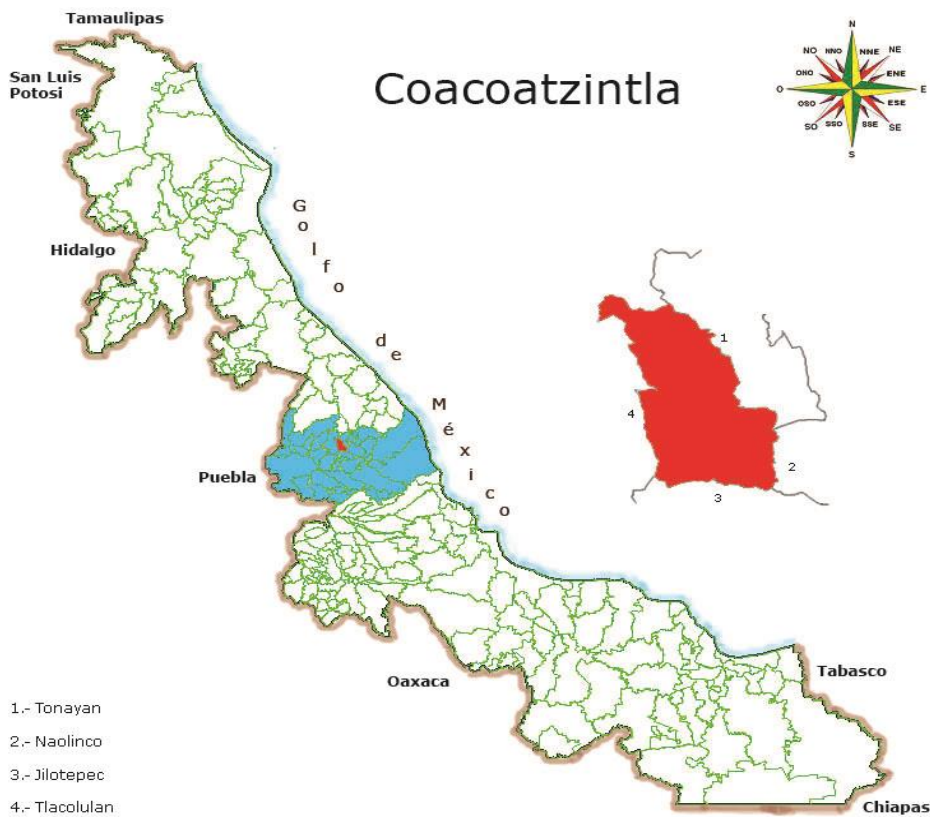 Tamaulipas
San Luis
Potosi
Coacoatzintla
N
NNO
NNE
NO
NE
ONO
ENE
O
E
OSO
ESE
SO
SSO
SSE
SE
S
Golfo de México
Hidalgo
Puebla
Oaxaca
Tabasco
Chiapas
1
4
2
3
1.- Tonayan
2.- Naolinco
3.- Jilotepec
4.- Tlacolulan